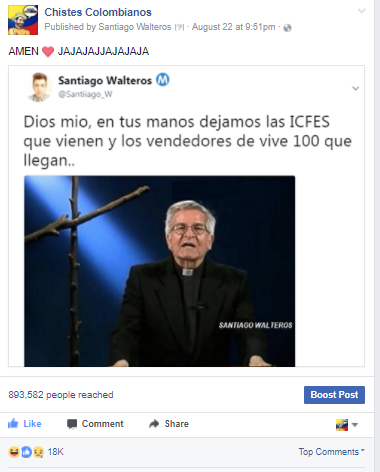 Chistes Colombianos
Published by Santiago Walteros [?] · August 22 at 9:51pm ·
AMEN ❤ JAJAJAJJAJAJAJA
Santiago Walteros M
@Santiiago_W
Dios mio, en tus manos dejamos las ICFES
que vienen y los vendedores de vive 100 que
llegan..
SANTIAGO WALTEROS
893,582 people reached
Boost Post
Like Comment Share
18K
Top Comments